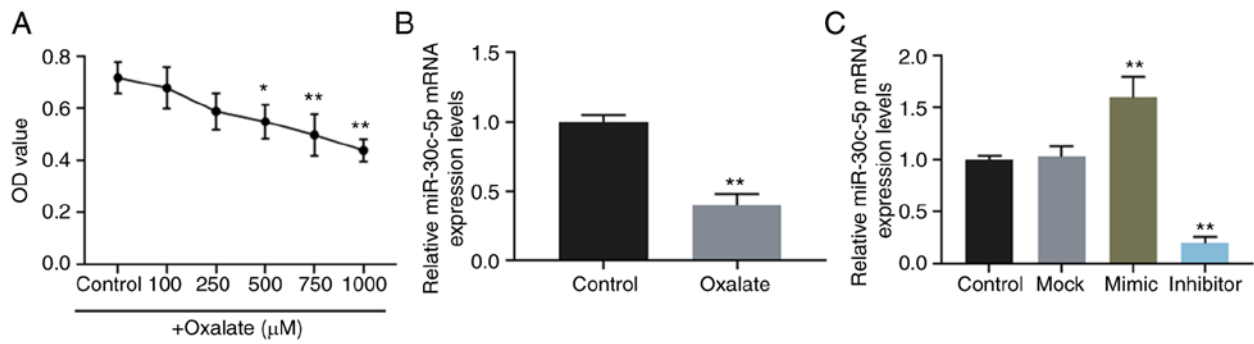 A
OD value
0.8
0.6
0.4
0.2
0.0
*
**
**
Control 100 250 500 750 1000
+Oxalate (μM)
B
Relative miR-30c-5p mRNA
expression levels
1.5
1.0
0.5
0.0
**
Control Oxalate
C
Relative miR-30c-5p mRNA
expression levels
2.0
1.5
1.0
0.5
0.0
**
**
Control Mock Mimic Inhibitor